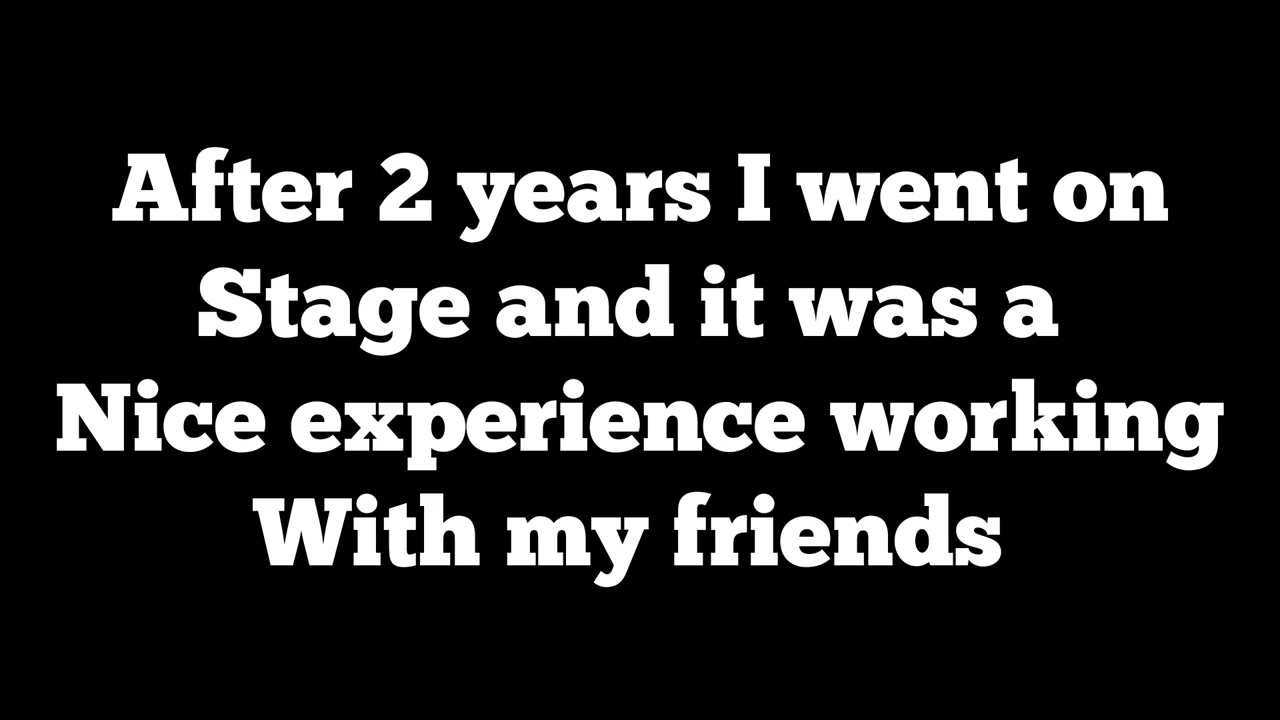 After 2 years I went on
Stage and it was a
Nice experience working
With my friends